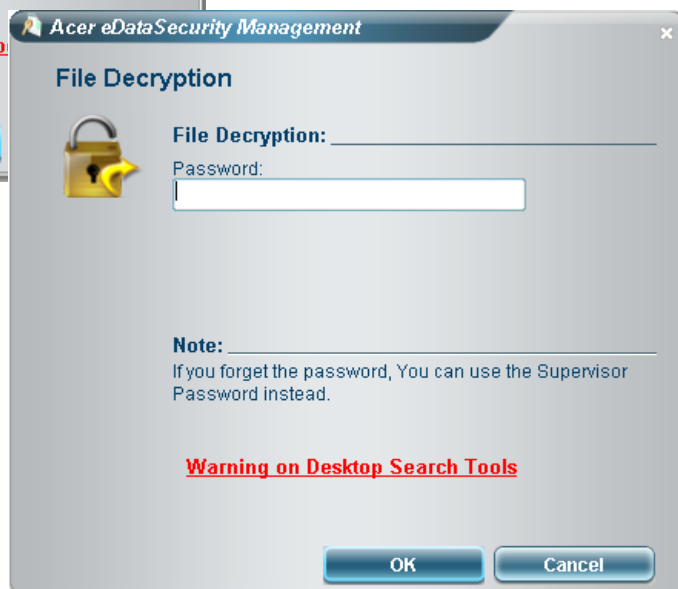 Acer eDataSecurity Management
File Decryption
File Decryption:
Password:
Note:
If you forget the password, You can use the Supervisor
Password instead.
Warning on Desktop Search Tools
OK
Cancel